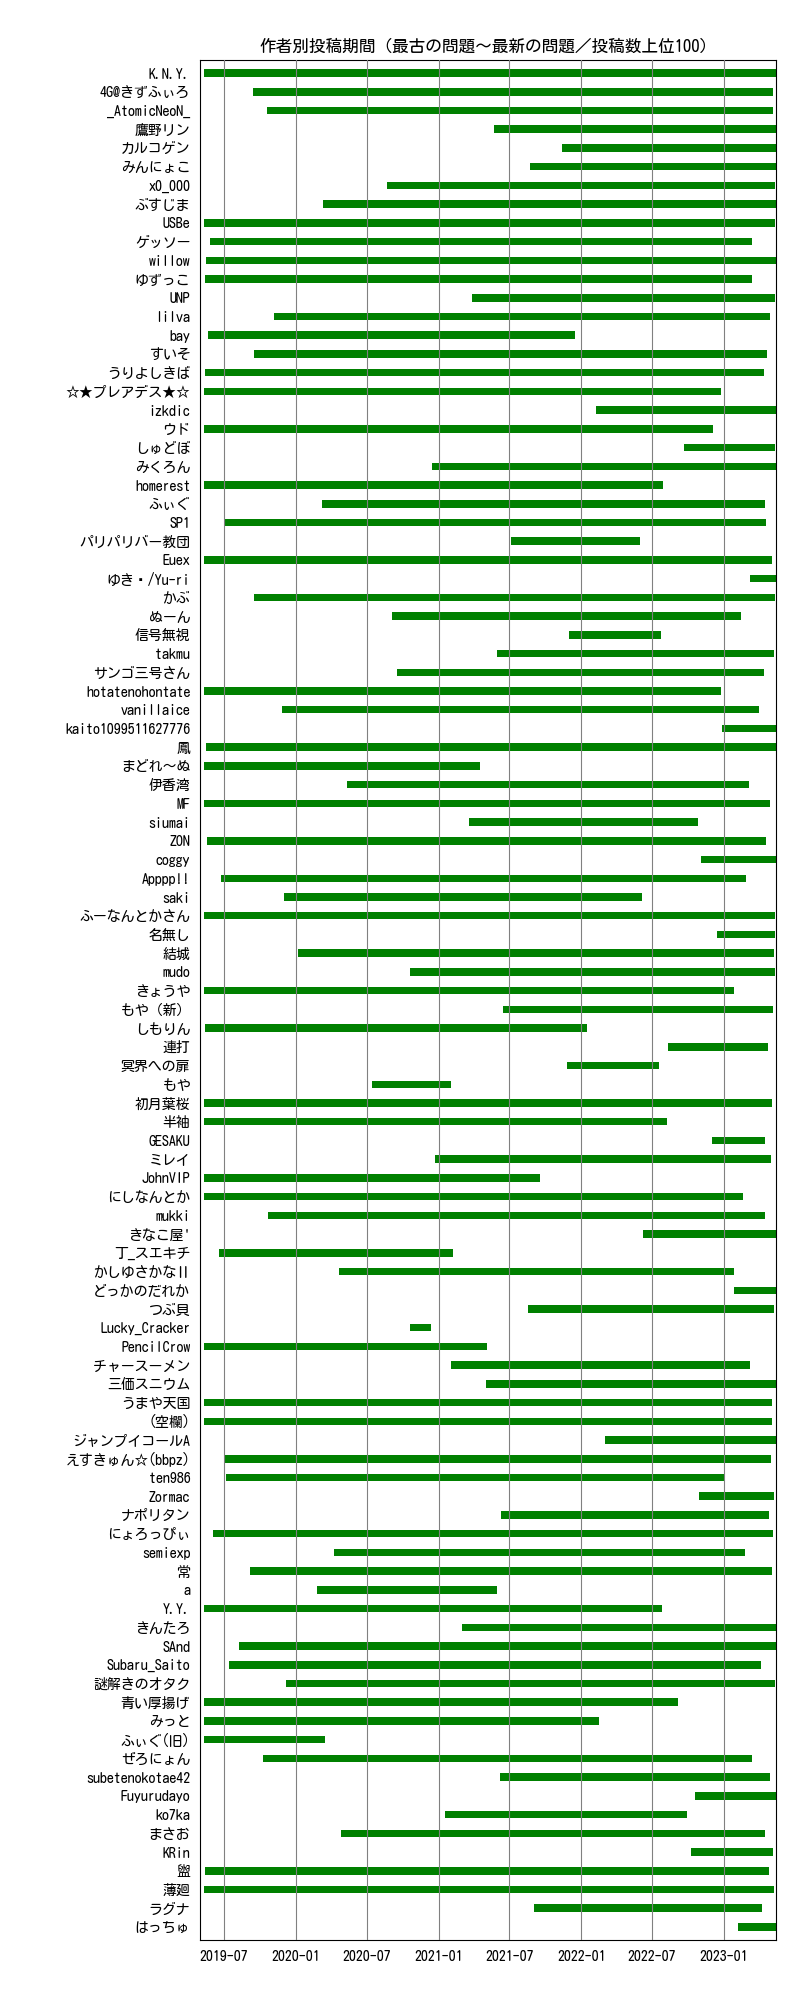 作者別投稿期間（最古の問題～最新の問題／投稿数上位100）
K.N.Y.
4G@きずふぃろ
_AtomicNeoN_
鷹野リン
カルコゲン
みんにょこ
x0_000
ぶすじま
USBe
ゲッソー
willow
ゆずっこ
UNP
lilva
bay
すいそ
うりよしきば
☆★プレアデス★☆
izkdic
ウド
しゅどぼ
みくろん
homerest
ふぃぐ
SP1
パリパリバー教団
Euex
ゆき・/Yu-ri
かぶ
ぬーん
信号無視
takmu
サンゴ三号さん
hotatenohontate
vanillaice
kaito1099511627776
鳳
まどれ～ぬ
伊香湾
MF
siumai
ZON
coggy
Appppll
saki
ふーなんとかさん
名無し
結城
mudo
きょうや
もや（新）
しもりん
連打
冥界への扉
もや
初月葉桜
半袖
GESAKU
ミレイ
JohnVIP
にしなんとか
mukki
きなこ屋'
丁_スエキチ
かしゆさかなⅡ
どっかのだれか
つぶ貝
Lucky_Cracker
PencilCrow
チャースーメン
三価スニウム
うまや天国
(空欄)
ジャンプイコールA
えすきゅん☆(bbpz)
ten986
Zormac
ナポリタン
にょろっぴぃ
semiexp
常
a
Y.Y.
きんたろ
SAnd
Subaru_Saito
謎解きのオタク
青い厚揚げ
みっと
ふぃぐ(旧)
ぜろにょん
subetenokotae42
Fuyurudayo
ko7ka
まさお
KRin
盥
薄廻
ラグナ
はっちゅ
2019-07 2020-01 2020-07 2021-01 2021-07 2022-01 2022-07 2023-01